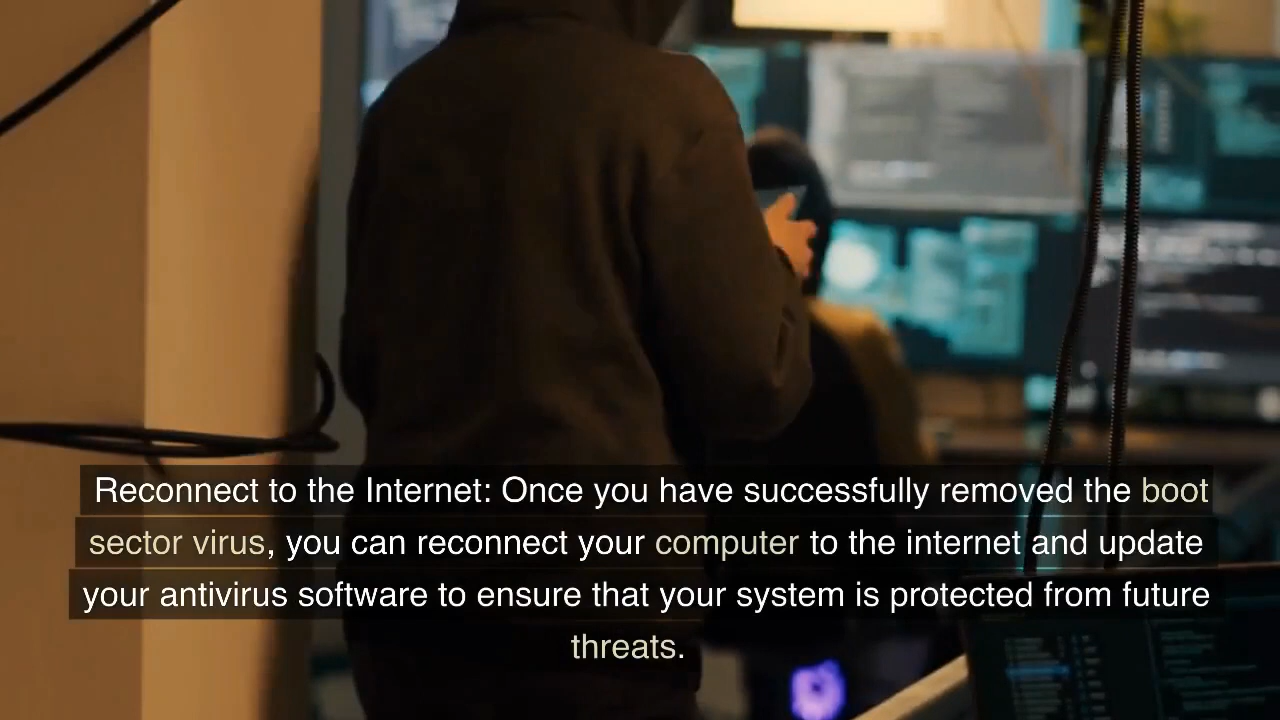 Reconnect to the Internet: Once you have successfully removed the boot
sector virus, you can reconnect your computer to the internet and update
your antivirus software to ensure that your system is protected from future
threats.